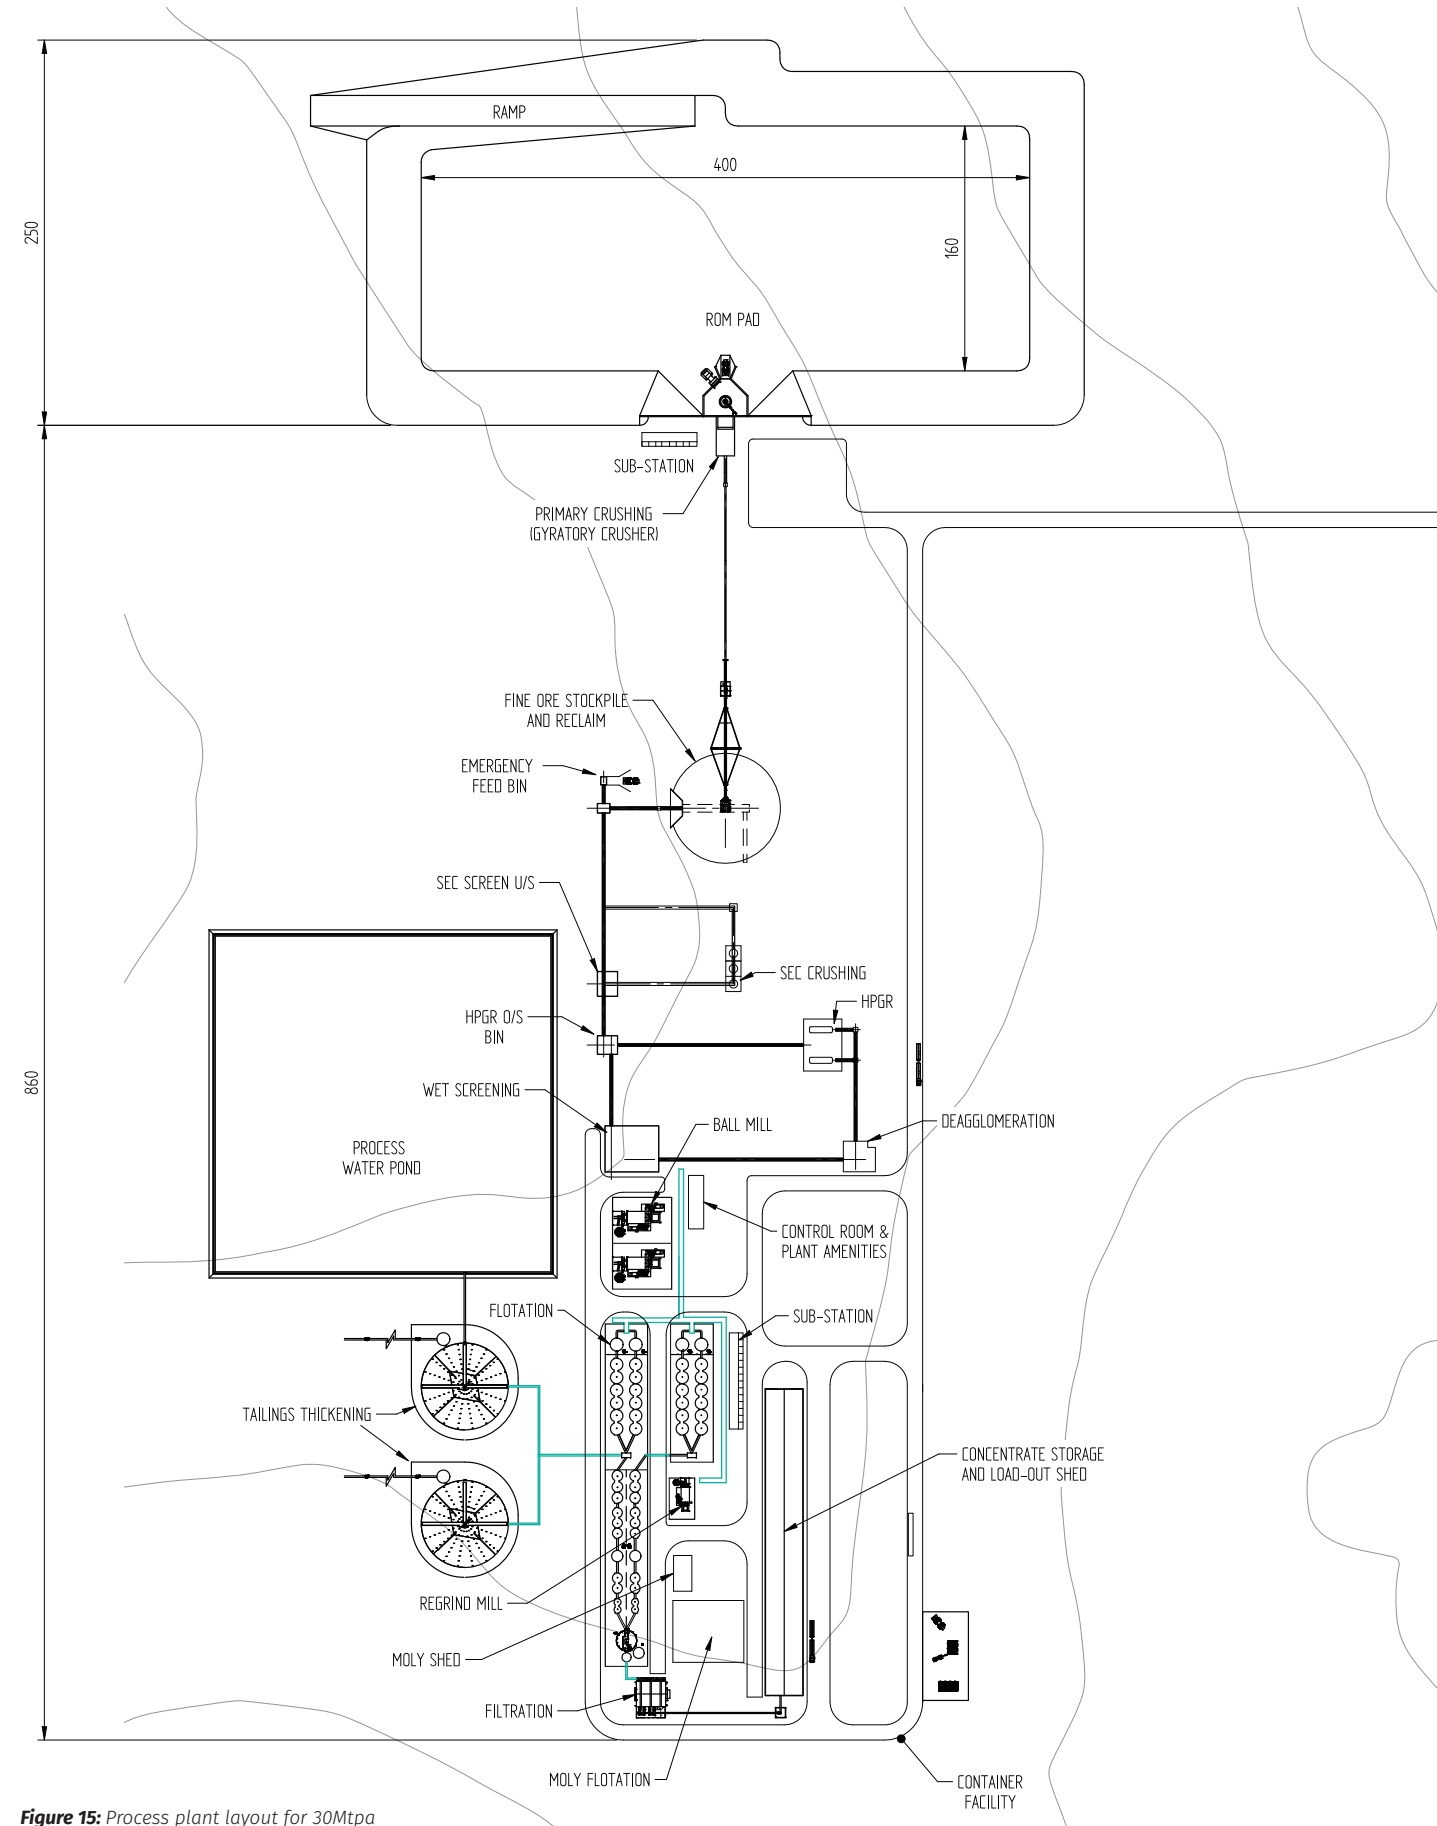 RAMP
400
250
160
ROM PAD
SUB-STATION
PRIMARY CRUSHING
(GYRATORY CRUSHER)
FINE ORE STOCKPILE
AND RECLAIM
EMERGENCY
FEED BIN
SEC SCREEN U/S
SEC CRUSHING
HPGR
HPGR O/S
BIN
860
WET SCREENING
BALL MILL
DEAGGLOMERATION
PROCESS
WATER POND
CONTROL ROOM &
PLANT AMENITIES
FLOTATION
SUB-STATION
TAILINGS THICKENING
CONCENTRATE STORAGE
AND LOAD-OUT SHED
REGRIND MILL
MOLY SHED
FILTRATION
MOLY FLOTATION
CONTAINER
FACILITY
Figure 15: Process plant layout for 30Mtpa